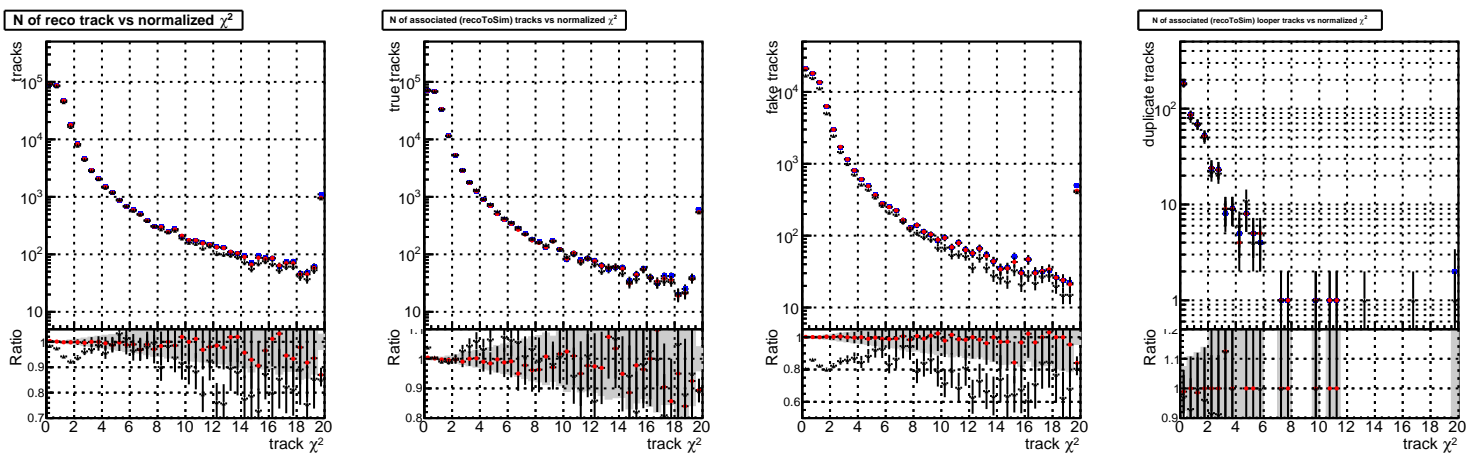 N of reco track vs normalized χ²
tracks
10⁵
10⁴
10³
10²
10
Ratio
1
0.9
0.8
0.7
0 2 4 6 8 10 12 14 16 18 20
track χ²
N of associated (recoToSim) tracks vs normalized χ²
true tracks
10⁵
10⁴
10³
10²
10
Ratio
1.1
1
0.9
0.8
0 2 4 6 8 10 12 14 16 18 20
track χ²
fake tracks
10⁴
10³
10²
10
Ratio
1
0.8
0.6
0 2 4 6 8 10 12 14 16 18 20
track χ²
N of associated (recoToSim) looper tracks vs normalized χ²
duplicate tracks
10²
10
1
Ratio
1.2
1.1
1
0.9
0 2 4 6 8 10 12 14 16 18 20
track χ²